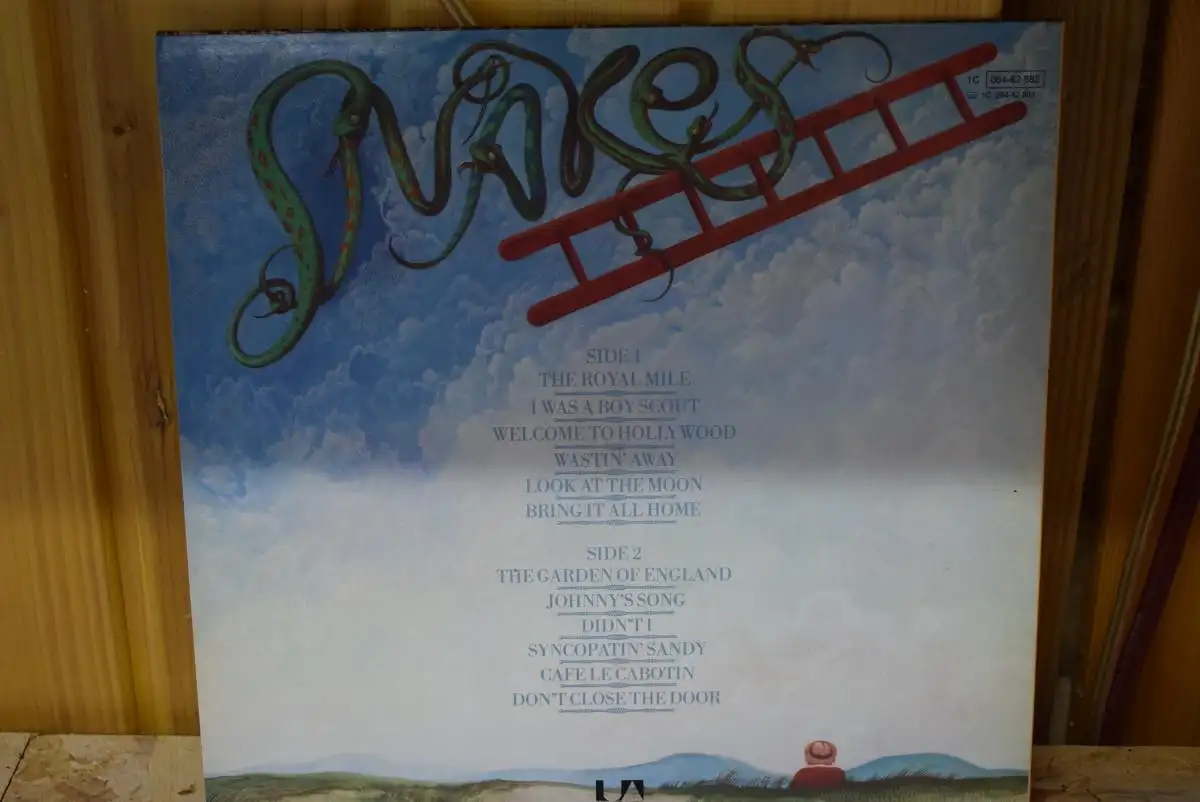 SNAKES
1C 064-82 582
SIDE 1
THE ROYAL MILE
I WAS A BOY SCOUT
WELCOME TO HOLLYWOOD
WASTIN' AWAY
LOOK AT THE MOON
BRING IT ALL HOME
SIDE 2
THE GARDEN OF ENGLAND
JOHNNY'S SONG
DIDN'T I
SYNCOPATIN' SANDY
CAFE LE CABOTIN
DON'T CLOSE THE DOOR
UA